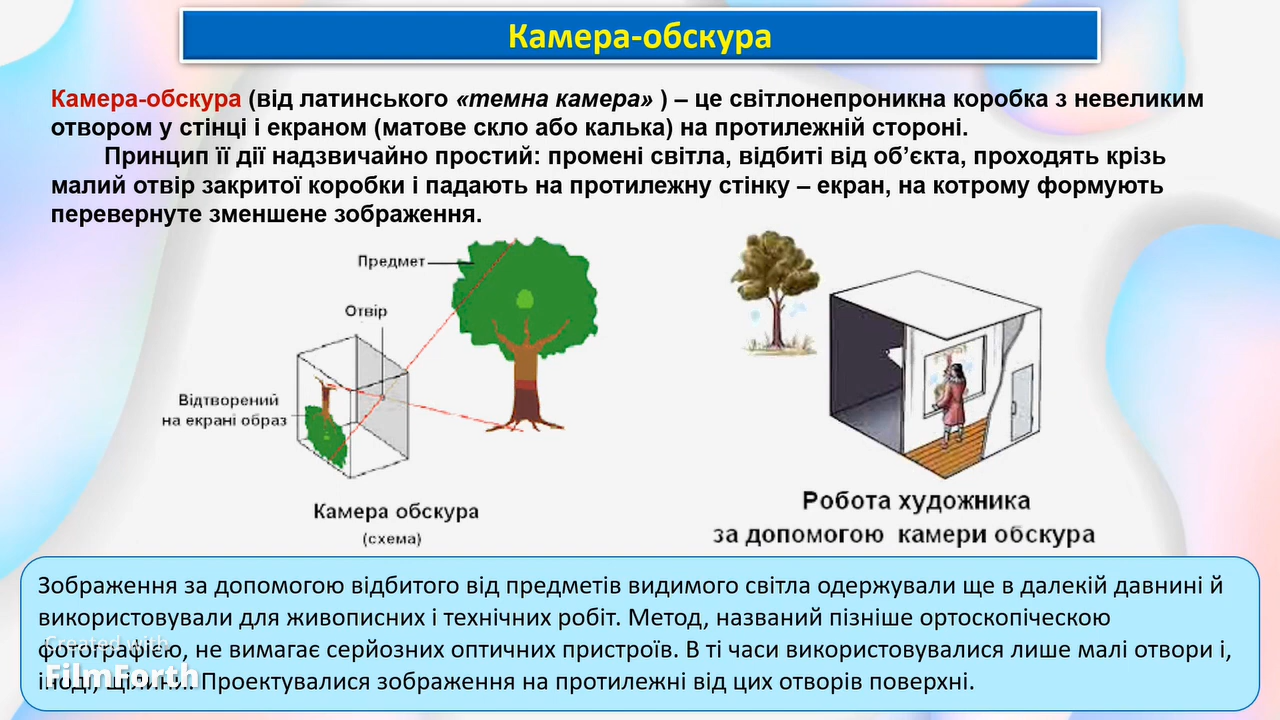 Камера-обскура
Камера-обскура (від латинського «темна камера» ) – це світлонепроникна коробка з невеликим
отвором у стінці і екраном (матове скло або калька) на протилежній стороні.
Принцип її дії надзвичайно простий: промені світла, відбиті від об’єкта, проходять крізь
малий отвір закритої коробки і падають на протилежну стінку – екран, на котрому формують
перевернуте зменшене зображення.
Предмет
Отвір
Відтворений
на екрані образ
Камера обскура
(схема)
Робота художника
за допомогою камери обскура
Зображення за допомогою відбитого від предметів видимого світла одержували ще в далекій давнині й
використовували для живописних і технічних робіт. Метод, названий пізніше ортоскопіческою
фотографією, не вимагає серйозних оптичних пристроїв. В ті часи використовувалися лише малі отвори і,
іноді, щілини. Проектувалися зображення на протилежні від цих отворів поверхні.
Created with
FilmForth